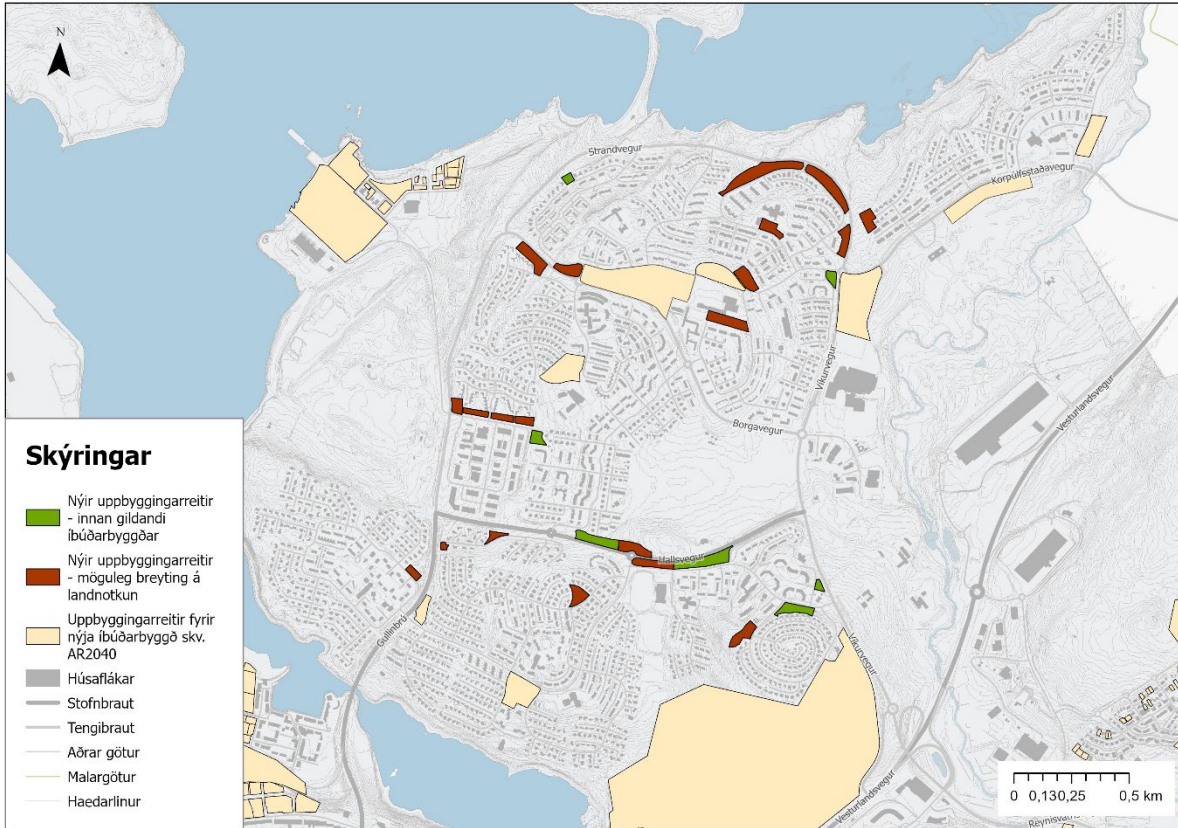 N
Strandvegur
Korpúlfsstaðavegur
Víkurvegur
Vesturlandsvegur
Borgavegur
Hallsvegur
Gullinbrú
Víkurvegur
Vesturlandsvegur
Skýringar
Nýir uppbyggingarreitir
- innan gildandi
íbúðarbyggðar
Nýir uppbyggingarreitir
- möguleg breyting á
landnotkun
Uppbyggingarreitir fyrir
nýja íbúðarbyggð skv.
AR2040
Húsaflákar
Stofnbraut
Tengibraut
Aðrar götur
Malargötur
Haedarlinur
0 0,130,25 0,5 km